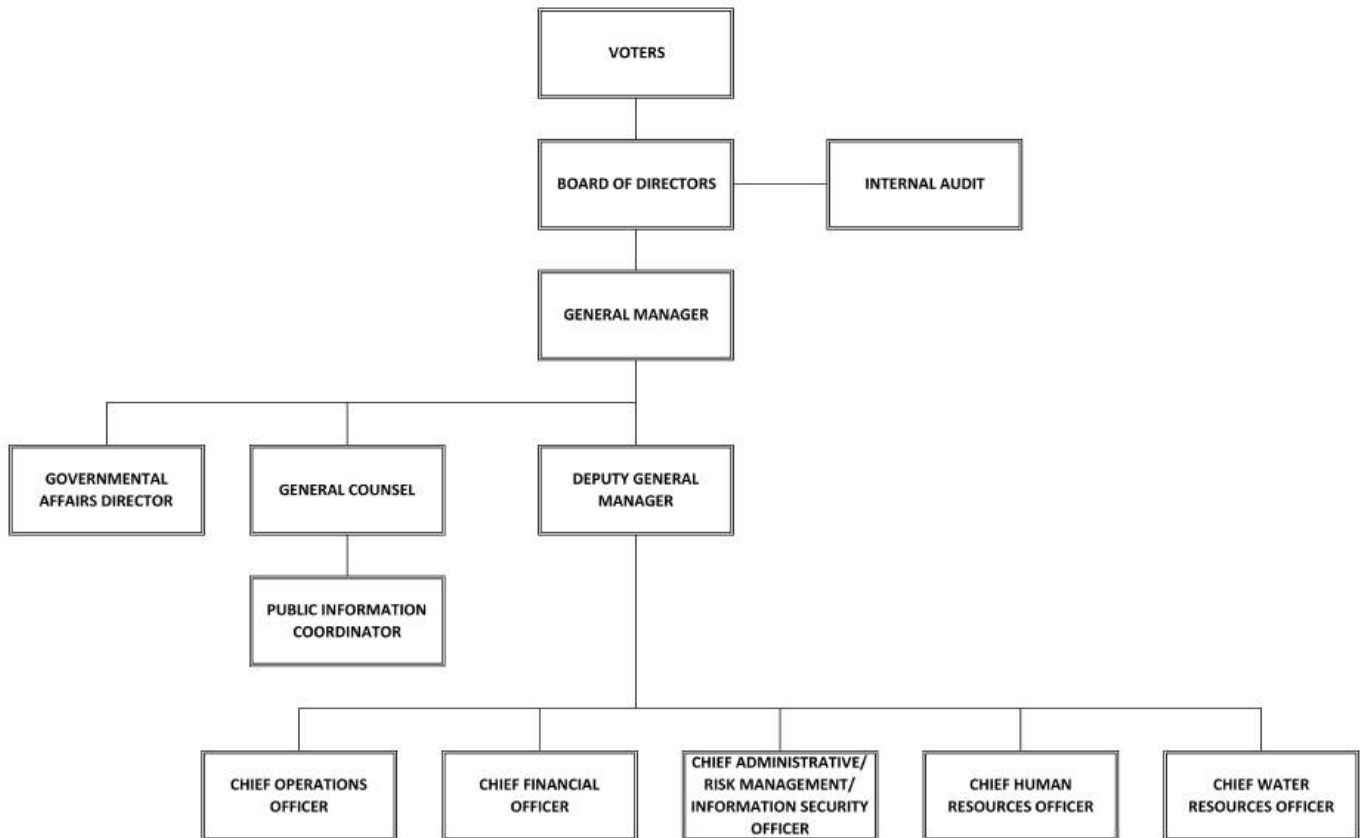 VOTERS
BOARD OF DIRECTORS
INTERNAL AUDIT
GENERAL MANAGER
GOVERNMENTAL
AFFAIRS DIRECTOR
GENERAL COUNSEL
DEPUTY GENERAL
MANAGER
PUBLIC INFORMATION
COORDINATOR
CHIEF OPERATIONS
OFFICER
CHIEF FINANCIAL
OFFICER
CHIEF ADMINISTRATIVE/
RISK MANAGEMENT/
INFORMATION SECURITY
OFFICER
CHIEF HUMAN
RESOURCES OFFICER
CHIEF WATER
RESOURCES OFFICER